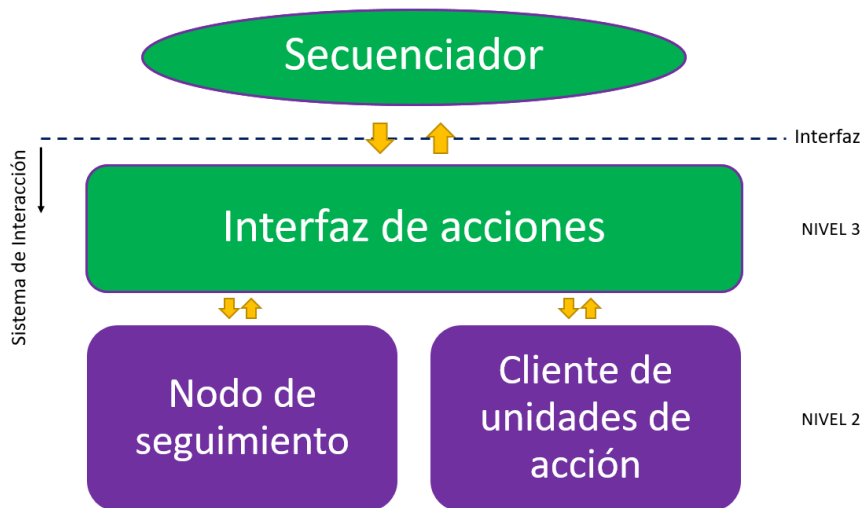 Secuenciador
Interfaz
Sistema de Interacción
Interfaz de acciones
NIVEL 3
Nodo de
seguimiento
Cliente de
unidades de
acción
NIVEL 2